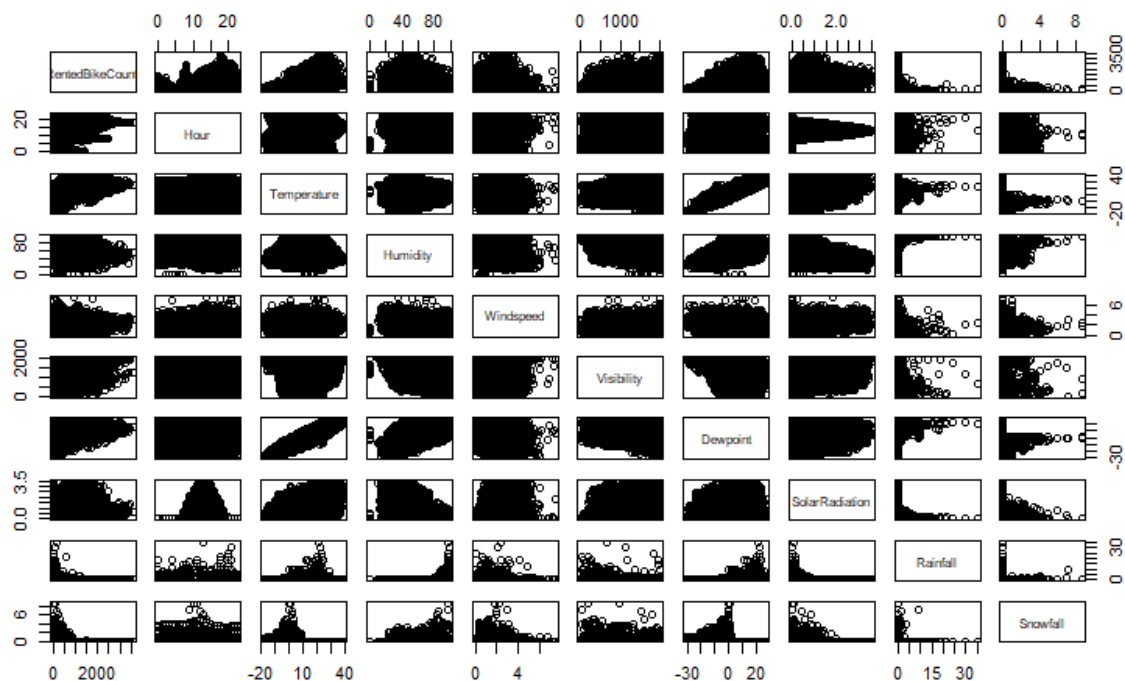 0 10 20 0 40 80 0 1000 0.0 2.0 0 4 8
RentedBikeCount 0 3500
0 20 Hour
Temperature -20 40
0 80 Humidity
Windspeed 0 6
0 2000 Visibility
Dewpoint -30
0.0 3.5 SolarRadiation
Rainfall 0 30
0 6 Snowfall
0 2000 -20 10 40 0 4 -30 0 20 0 15 30